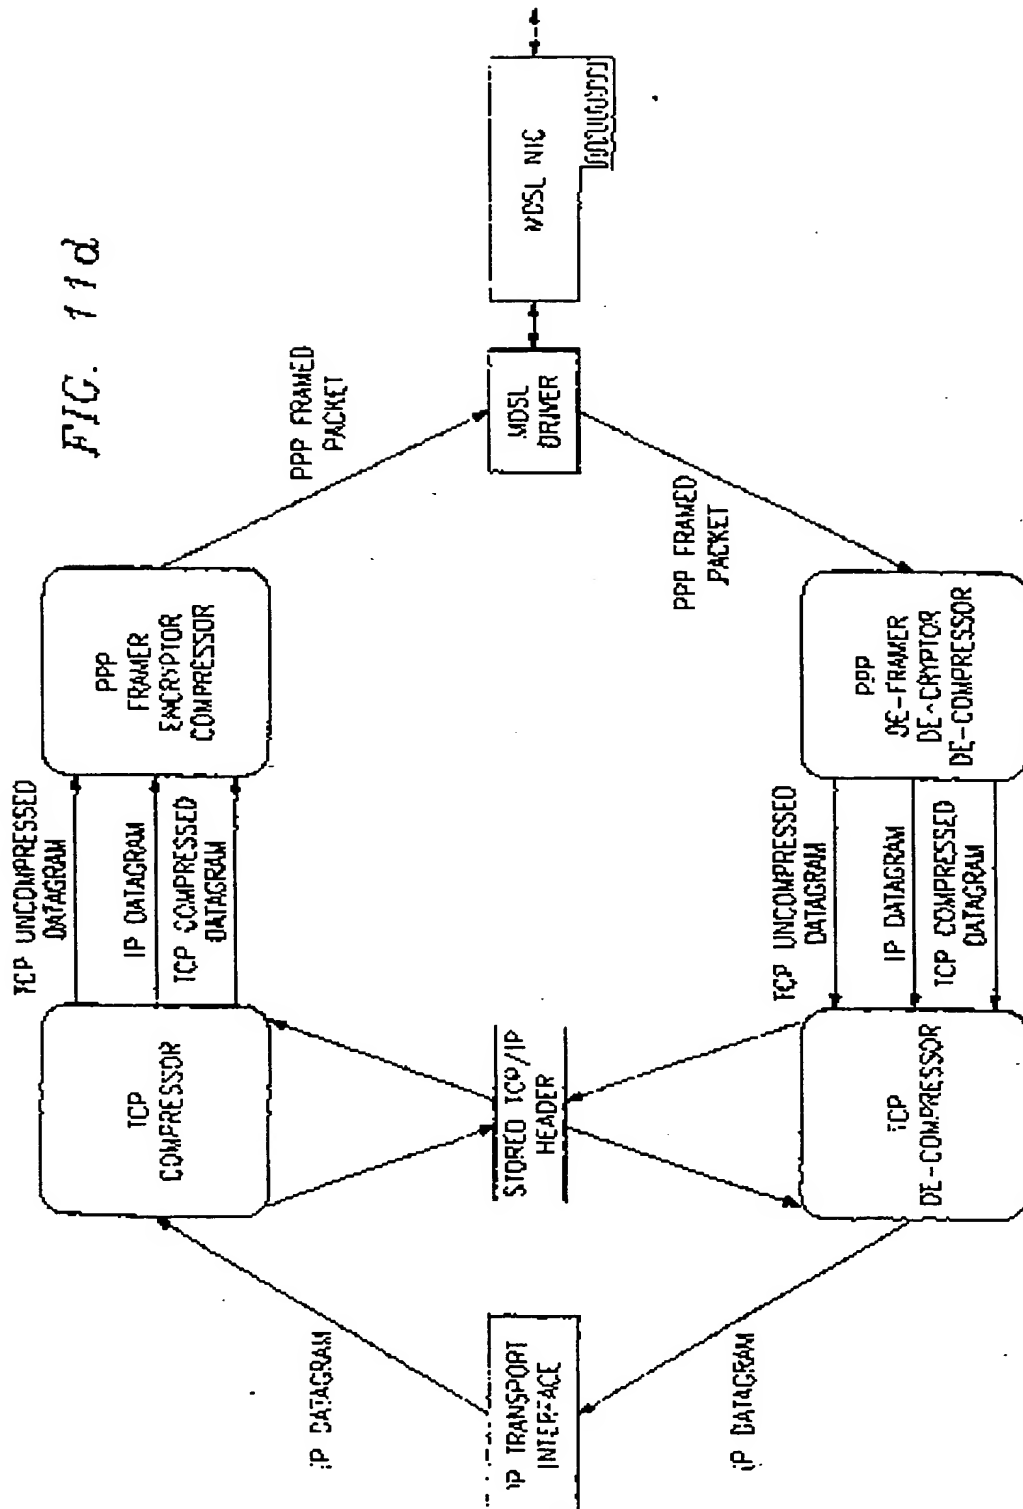 FIG. 11d
IP DATAGRAM
TCP
COMPRESSOR
TCP UNCOMPRESSED
DATAGRAM
IP DATAGRAM
TCP COMPRESSED
DATAGRAM
PPP
FRAMER
ENCRYPTOR
COMPRESSOR
PPP FRAMED
PACKET
IP TRANSPORT
INTERFACE
STORED TCP/IP
HEADER
MDSL
DRIVER
MDSL NIC
IP DATAGRAM
TCP
DE-COMPRESSOR
TCP UNCOMPRESSED
DATAGRAM
IP DATAGRAM
TCP COMPRESSED
DATAGRAM
PPP
DE-FRAMER
DE-CRYPTOR
DE-COMPRESSOR
PPP FRAMED
PACKET